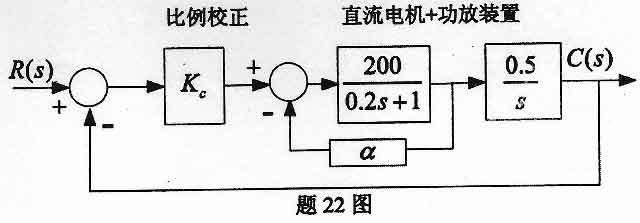 比例校正
直流电机+功放装置
R(s)
+
-
K_c
+
-
200
0.2s+1
0.5
s
C(s)
α
题 22 图